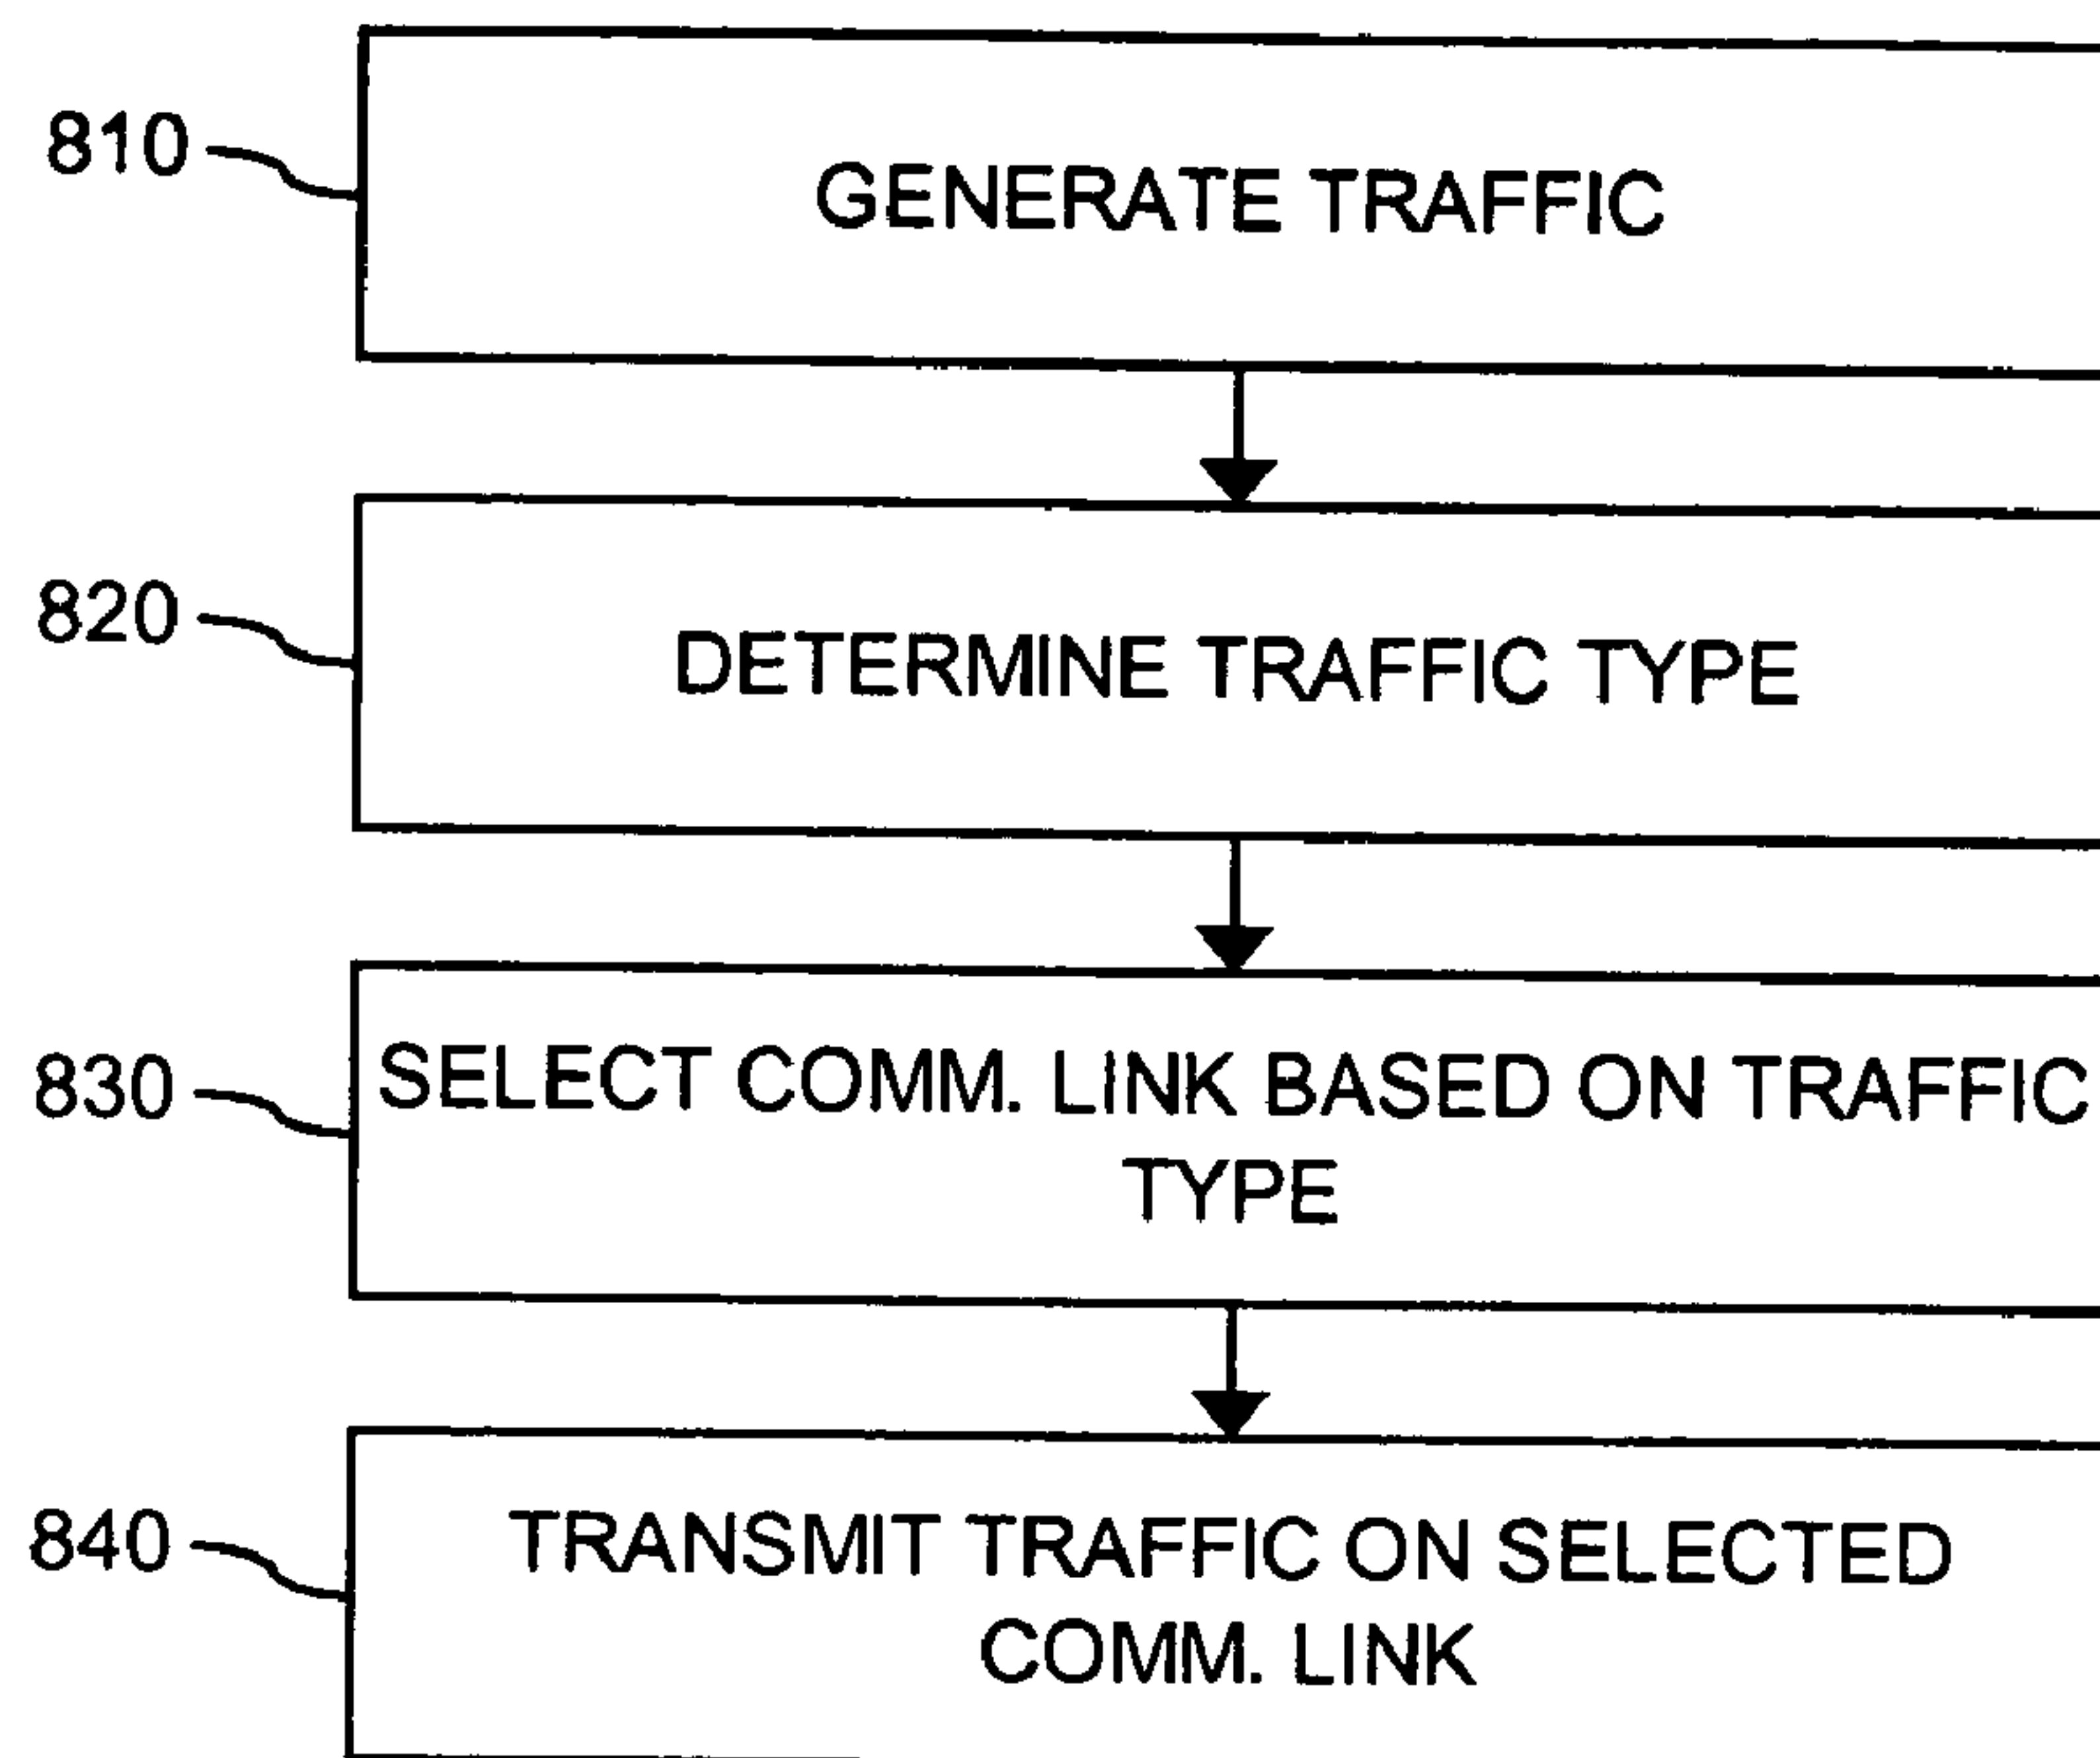 810
GENERATE TRAFFIC
820
DETERMINE TRAFFIC TYPE
830
SELECT COMM. LINK BASED ON TRAFFIC
TYPE
840
TRANSMIT TRAFFIC ON SELECTED
COMM. LINK